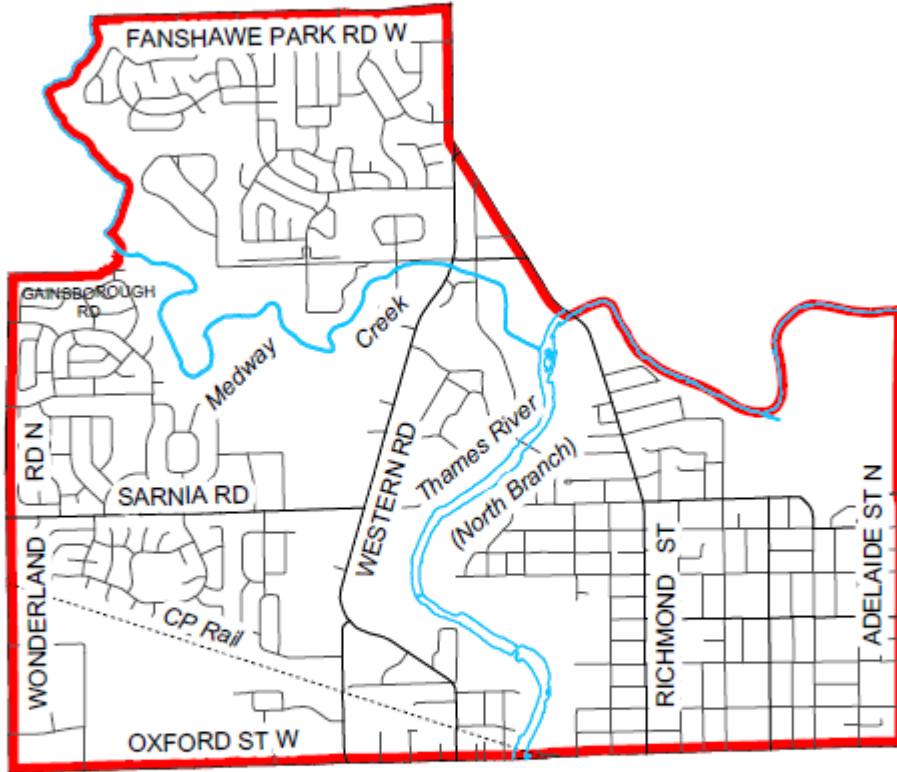 FANSHAWE PARK RD W
GAINSBOROUGH
RD
Medway
Creek
Thames River
(North Branch)
WESTERN RD
SARNIA RD
WONDERLAND
RD N
CP Rail
OXFORD ST W
RICHMOND ST
ADELAIDE ST N